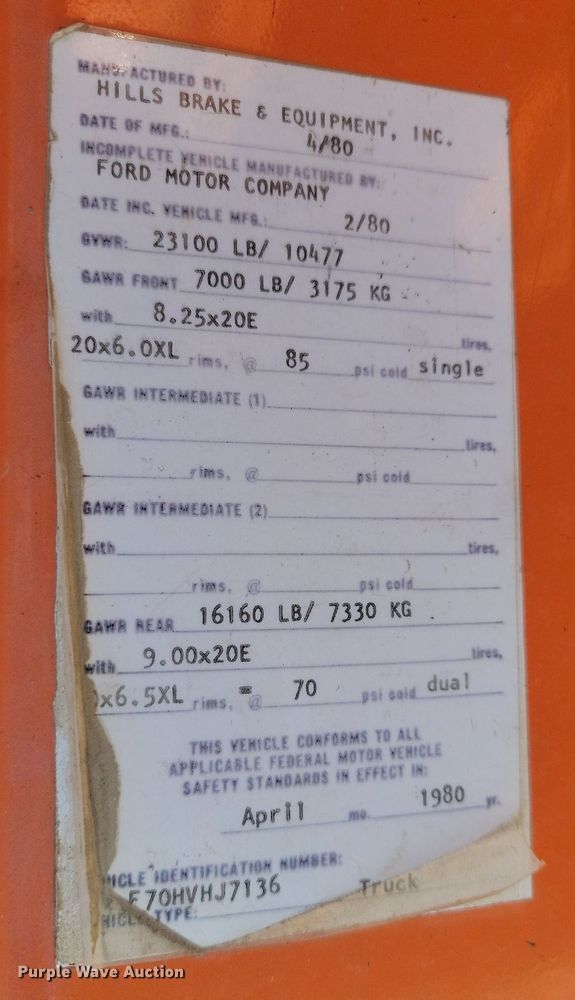 MANUFACTURED BY:
HILLS BRAKE & EQUIPMENT, INC.
DATE OF MFG.: 4/80
INCOMPLETE VEHICLE MANUFACTURED BY:
FORD MOTOR COMPANY
DATE INC. VEHICLE MFG.: 2/80
GVWR: 23100 LB/ 10477
GAWR FRONT 7000 LB/ 3175 KG
with 8.25x20E tires,
20x6.0XL rims, @ 85 psi cold single
GAWR INTERMEDIATE (1)
with tires,
rims, @ psi cold
GAWR INTERMEDIATE (2)
with tires,
rims, @ psi cold
GAWR REAR 16160 LB/ 7330 KG
with 9.00x20E tires,
x6.5XL rims, @ 70 psi cold dual
THIS VEHICLE CONFORMS TO ALL
APPLICABLE FEDERAL MOTOR VEHICLE
SAFETY STANDARDS IN EFFECT IN:
April mo. 1980 yr.
HICLE IDENTIFICATION NUMBER:
F70HVHJ7136 Truck
HICLE TYPE:
Purple Wave Auction